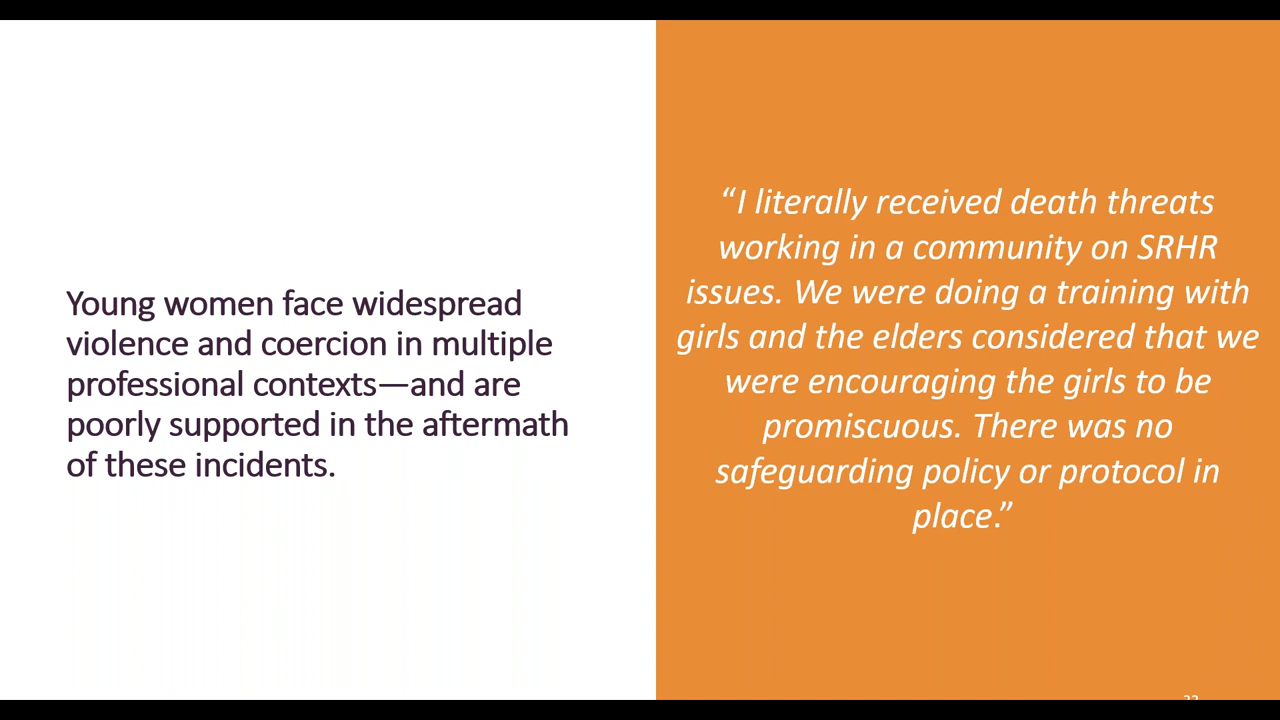 Young women face widespread
violence and coercion in multiple
professional contexts—and are
poorly supported in the aftermath
of these incidents.
“I literally received death threats
working in a community on SRHR
issues. We were doing a training with
girls and the elders considered that we
were encouraging the girls to be
promiscuous. There was no
safeguarding policy or protocol in
place.”